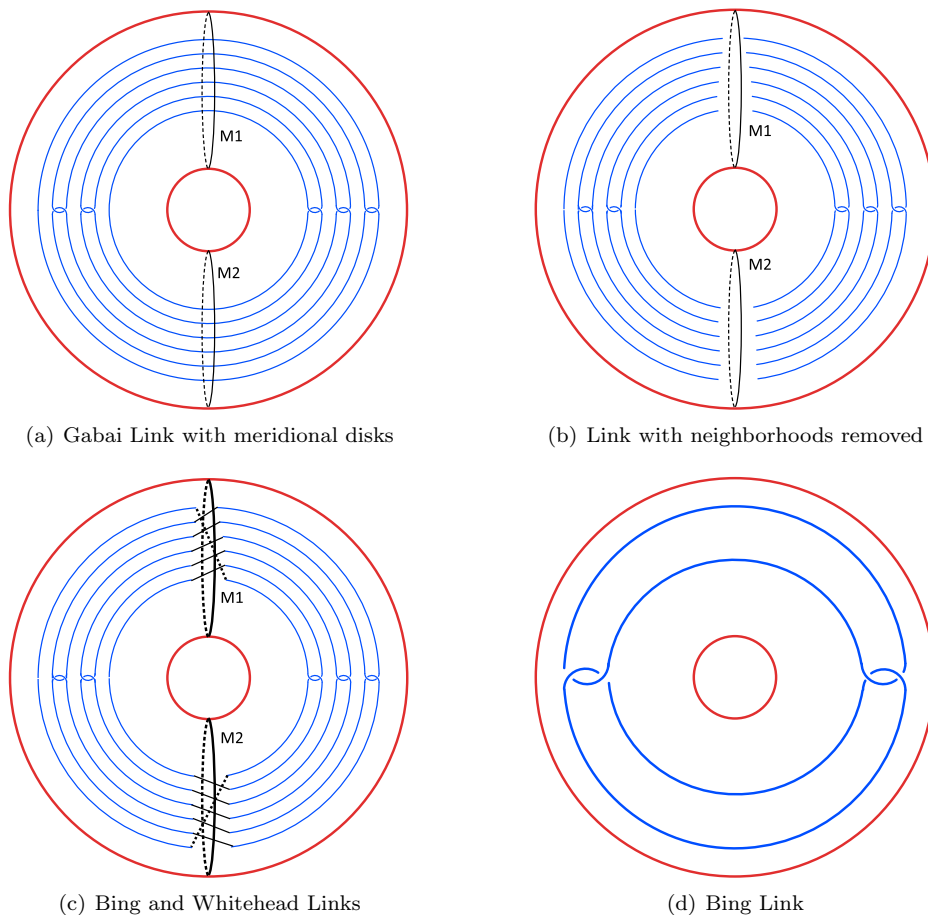 M1
M2
(a) Gabai Link with meridional disks
M1
M2
(b) Link with neighborhoods removed
M1
M2
(c) Bing and Whitehead Links
(d) Bing Link